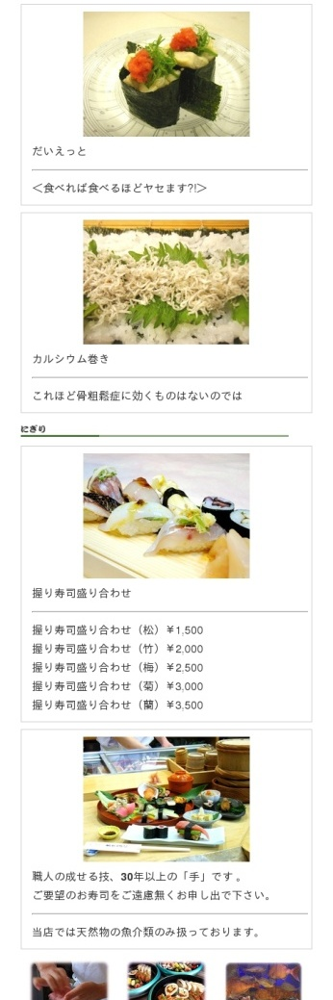 だいえっと
＜食べれば食べるほどヤセます?!＞
カルシウム巻き
これほど骨粗鬆症に効くものはないのでは
にぎり
握り寿司盛り合わせ
握り寿司盛り合わせ（松）￥1,500
握り寿司盛り合わせ（竹）￥2,000
握り寿司盛り合わせ（梅）￥2,500
握り寿司盛り合わせ（菊）￥3,000
握り寿司盛り合わせ（蘭）￥3,500
職人の成せる技、30年以上の「手」です 。
ご要望のお寿司をご遠慮無くお申し出で下さい。
当店では天然物の魚介類のみ扱っております。